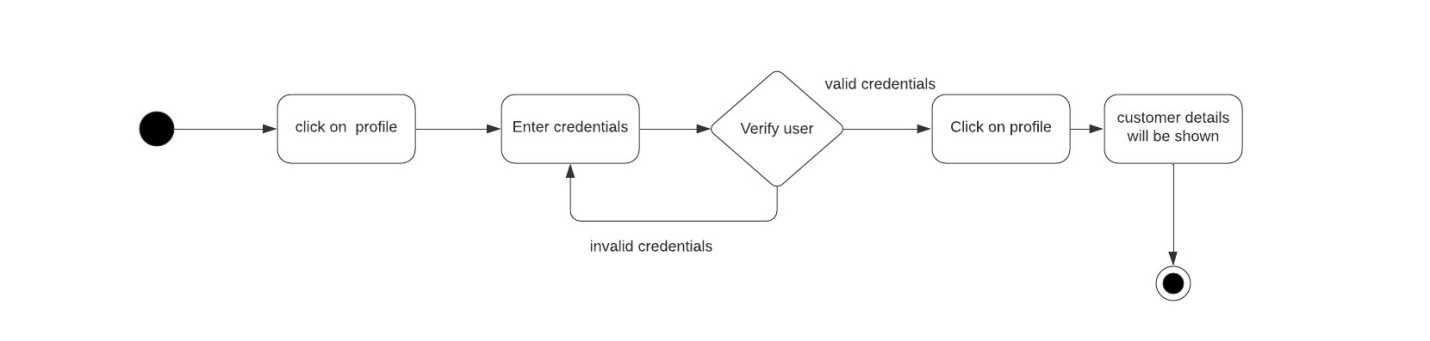 valid credentials
click on  profile
Enter credentials
Verify user
Click on profile
customer details
will be shown
invalid credentials